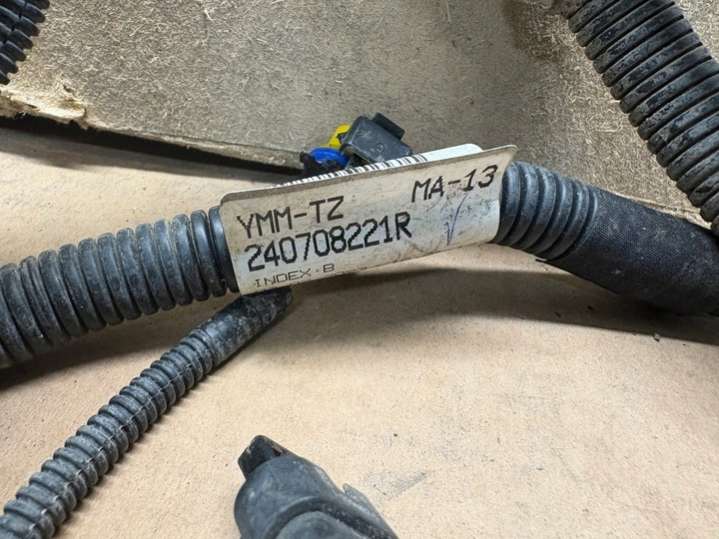 YMM-TZ MA-13
240708221R
INDEX-B